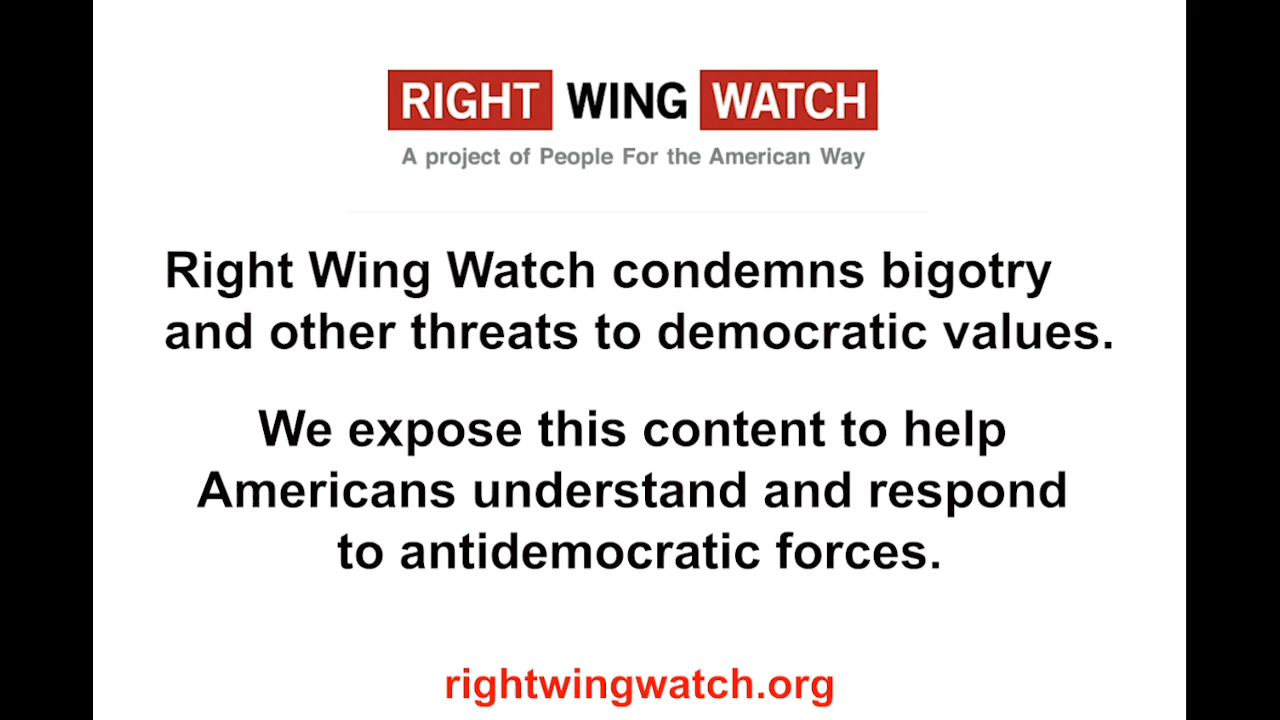 RIGHT WING WATCH
A project of People For the American Way
Right Wing Watch condemns bigotry
and other threats to democratic values.
We expose this content to help
Americans understand and respond
to antidemocratic forces.
rightwingwatch.org